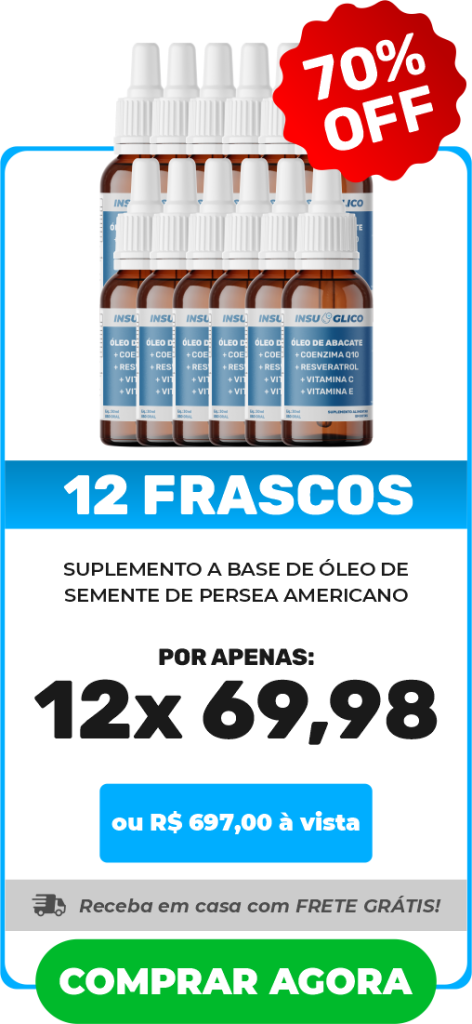 70%
OFF
INSU GLICO
ÓLEO DE ABACATE
+ COENZIMA Q10
+ RESVERATROL
+ VITAMINA C
+ VITAMINA E
SUPLEMENTO ALIMENTAR
12 FRASCOS
SUPLEMENTO A BASE DE ÓLEO DE
SEMENTE DE PERSEA AMERICANO
POR APENAS:
12x 69,98
ou R$ 697,00 à vista
Receba em casa com FRETE GRÁTIS!
COMPRAR AGORA